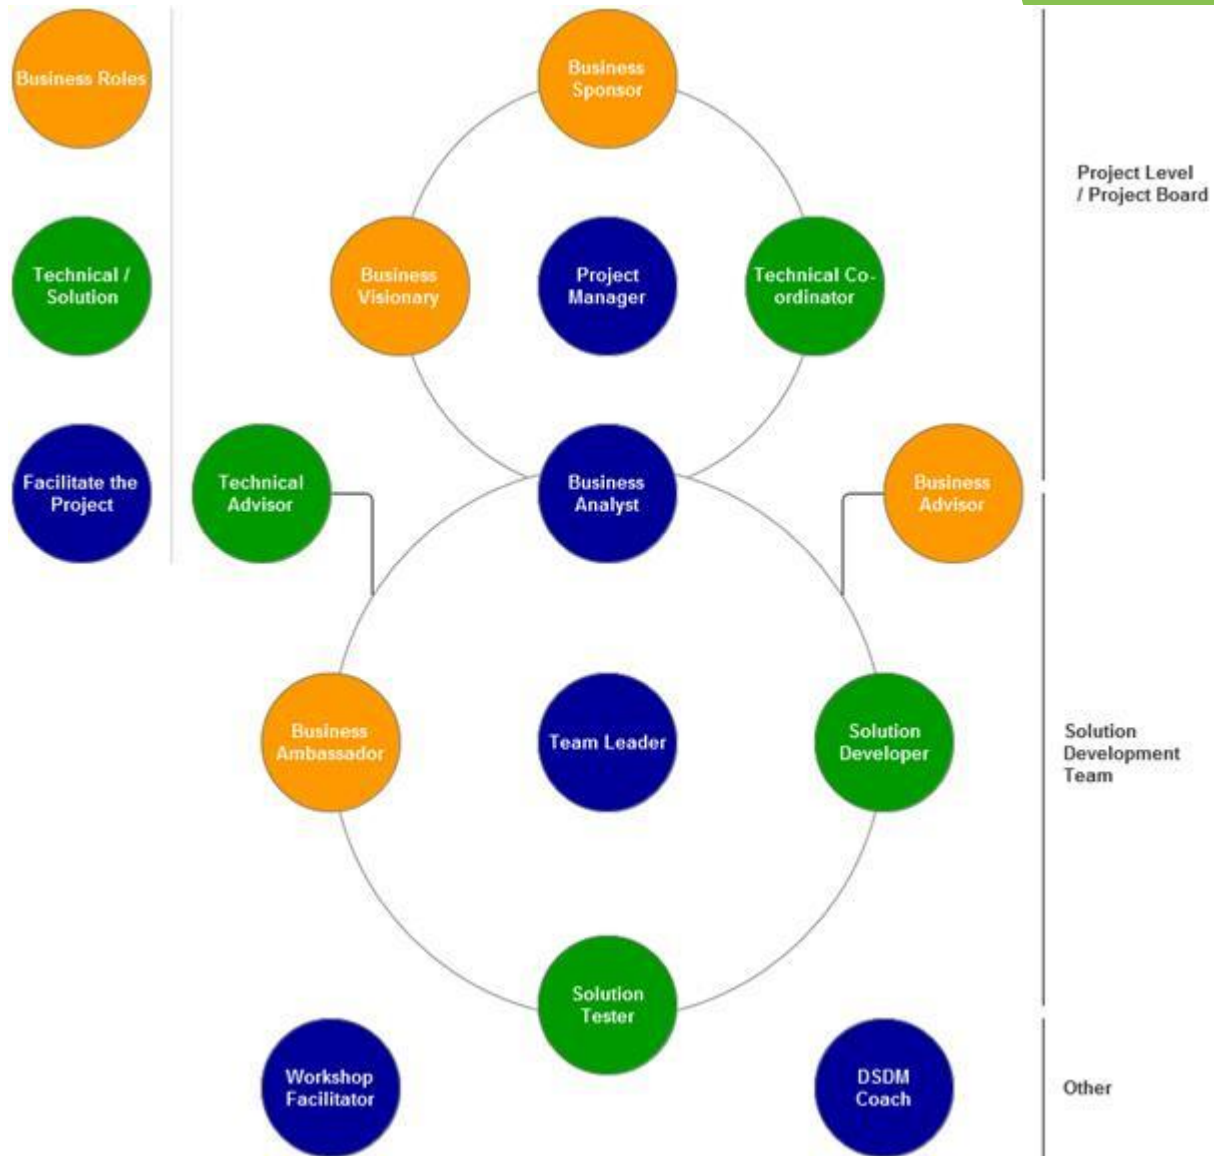 Business Roles
Business
Sponsor
Project Level
/ Project Board
Technical /
Solution
Business
Visionary
Project
Manager
Technical Co-
ordinator
Facilitate the
Project
Technical
Advisor
Business
Analyst
Business
Advisor
Business
Ambassador
Team Leader
Solution
Developer
Solution
Development
Team
Solution
Tester
Workshop
Facilitator
DSDM
Coach
Other